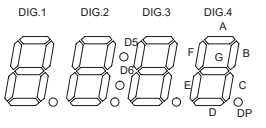 DIG.1 DIG.2 DIG.3 DIG.4
A
D5 F B
G
D6 E C
D DP